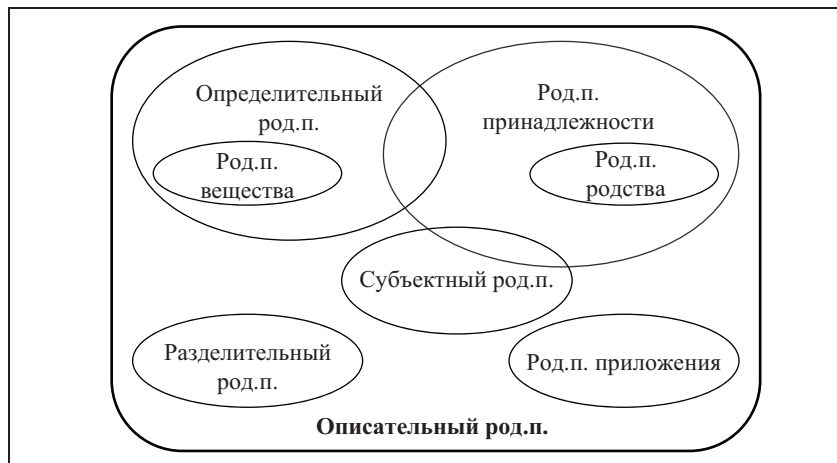 Определительный
род.п.
Род.п.
принадлежности
Род.п.
вещества
Род.п.
родства
Субъектный род.п.
Разделительный
род.п.
Род.п. приложения
Описательный род.п.